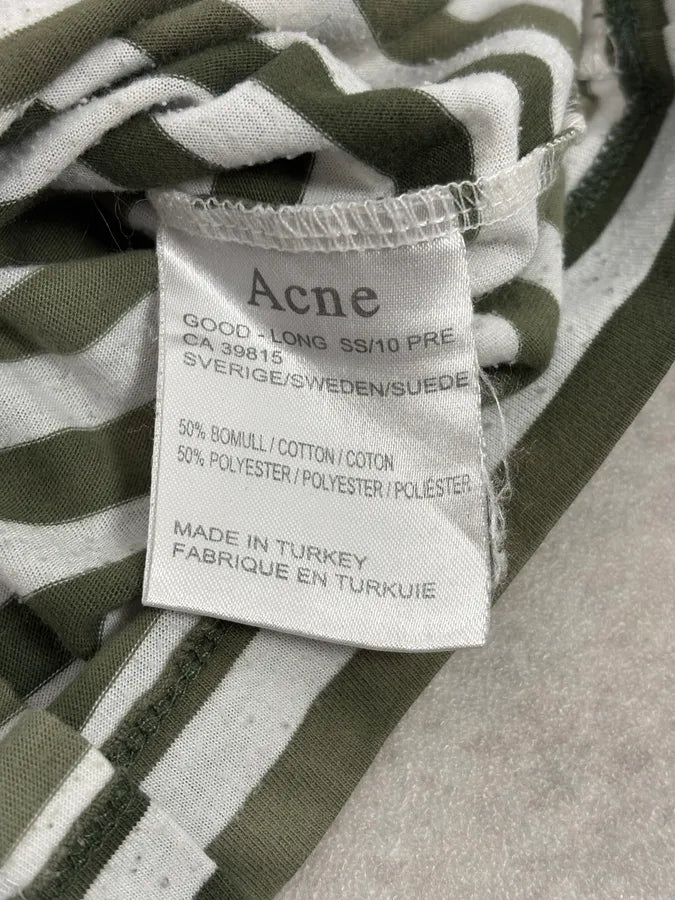 Acne
GOOD - LONG SS/10 PRE
CA 39815
SVERIGE/SWEDEN/SUEDE
50% BOMULL / COTTON / COTON
50% POLYESTER / POLYESTER / POLIÉSTER
MADE IN TURKEY
FABRIQUE EN TURKUIE